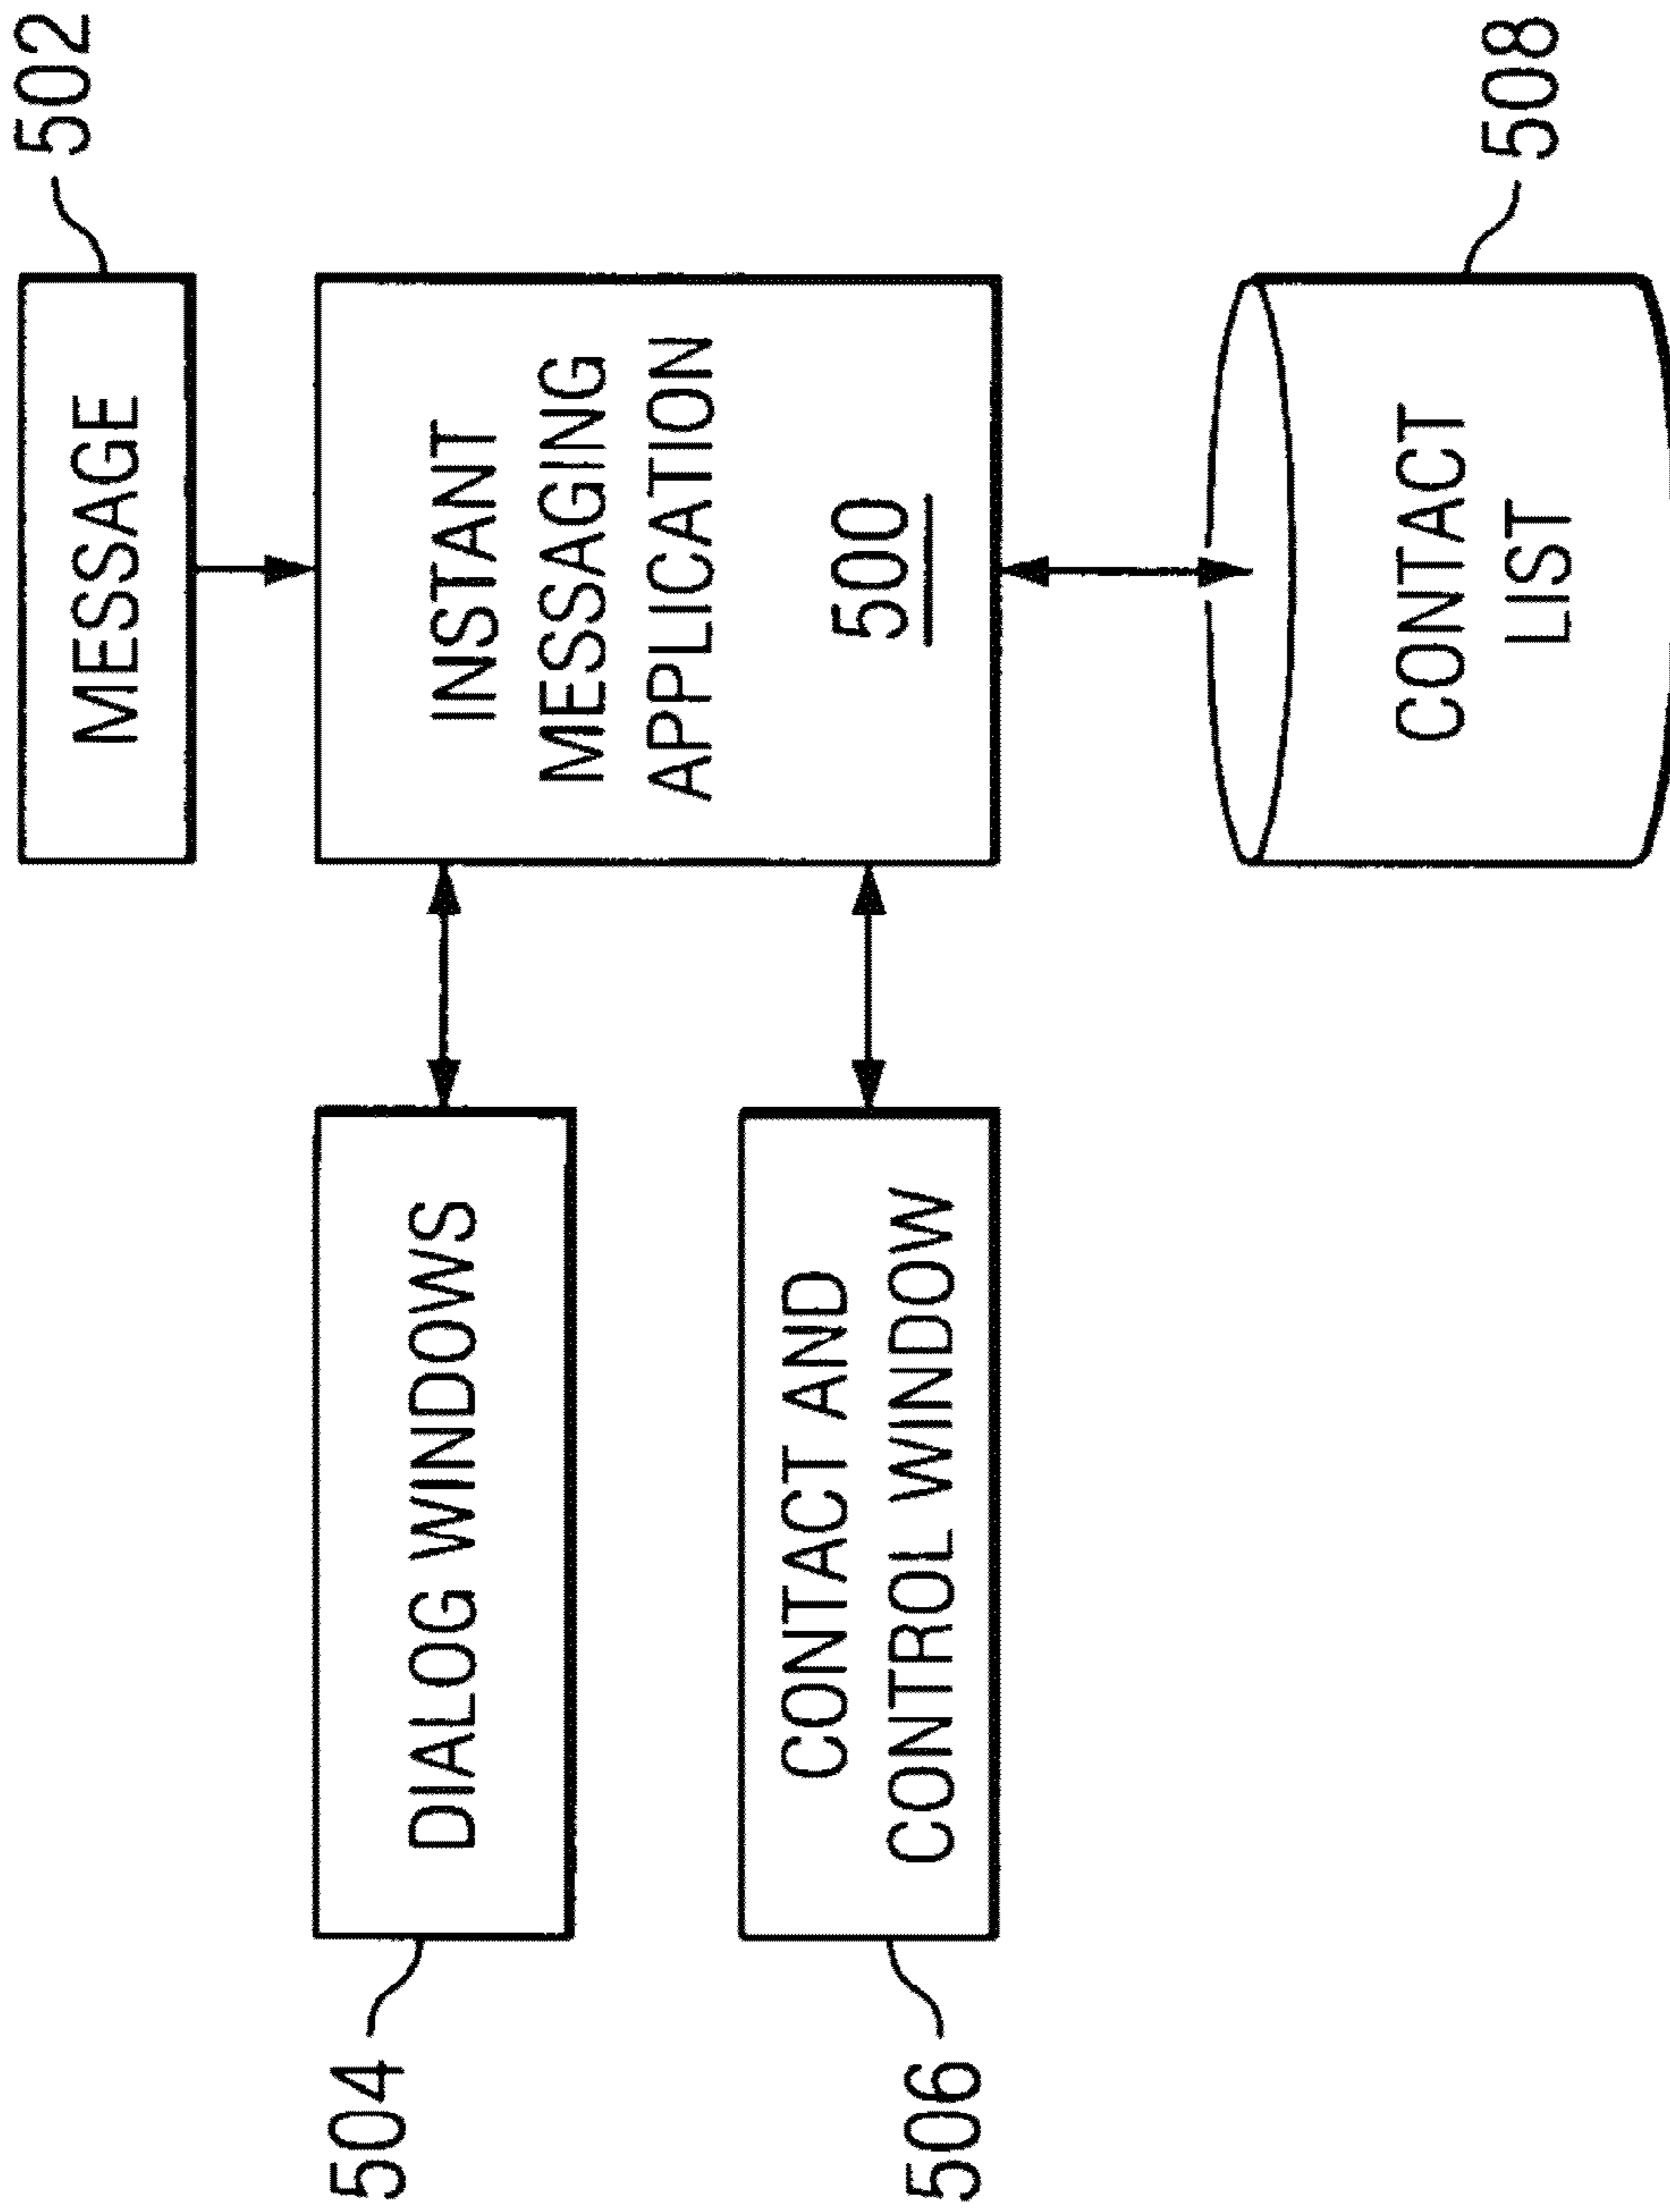 502
MESSAGE
504
DIALOG WINDOWS
INSTANT
MESSAGING
APPLICATION
500
CONTACT AND
CONTROL WINDOW
506
CONTACT
LIST
508